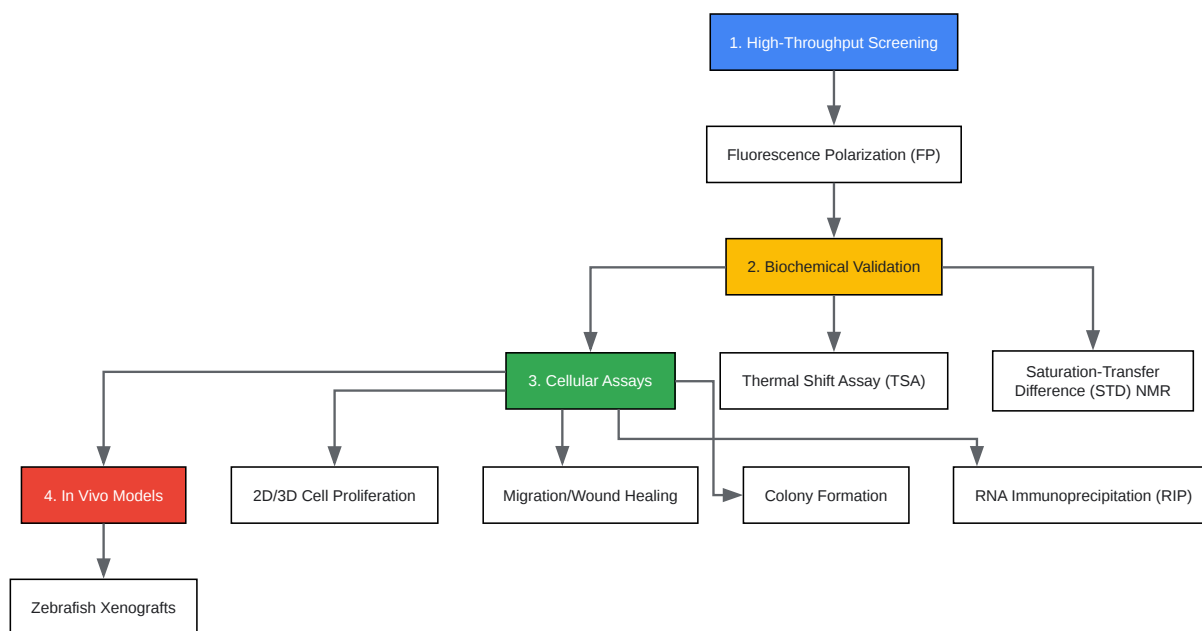 1. High-Throughput Screening
Fluorescence Polarization (FP)
2. Biochemical Validation
3. Cellular Assays
Thermal Shift Assay (TSA)
Saturation-Transfer
Difference (STD) NMR
4. In Vivo Models
2D/3D Cell Proliferation
Migration/Wound Healing
Colony Formation
RNA Immunoprecipitation (RIP)
Zebrafish Xenografts